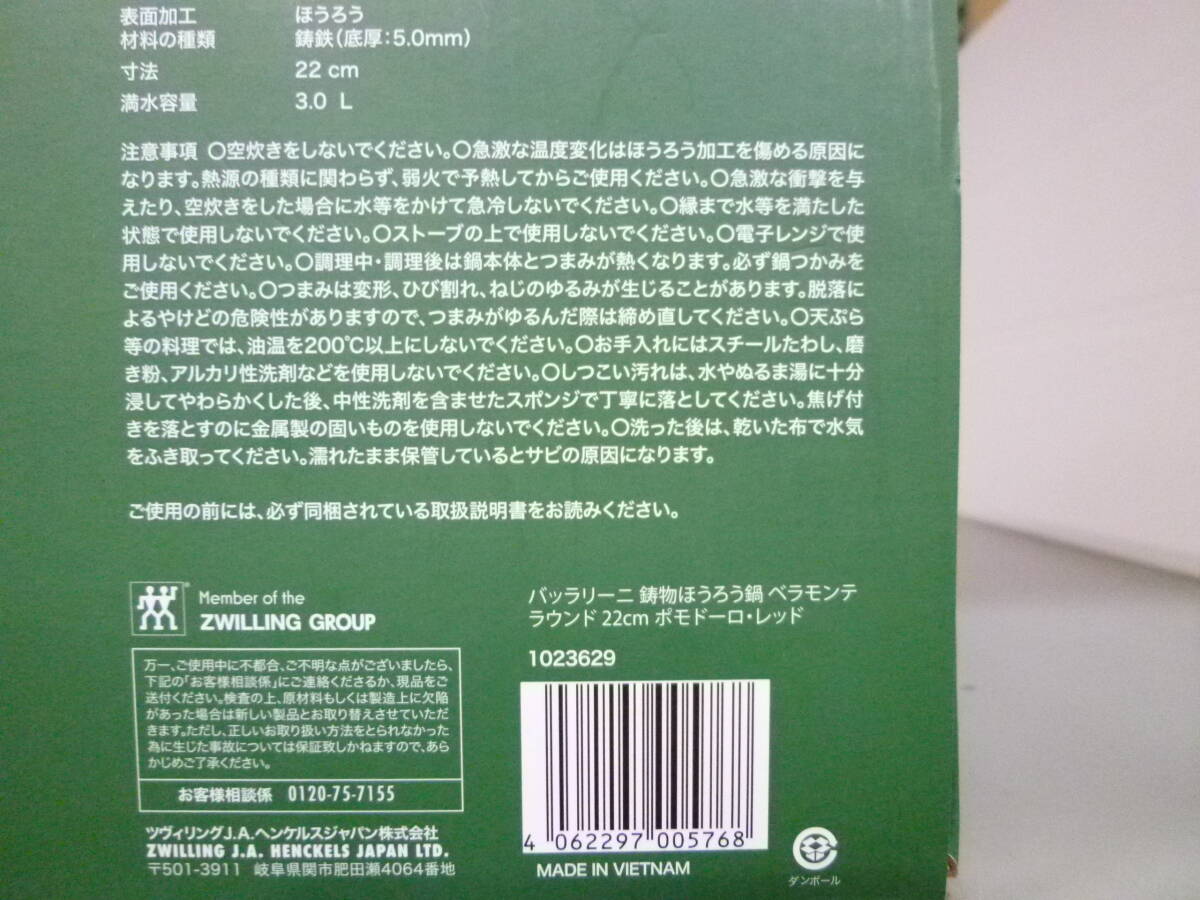 表面加工 ほうろう
材料の種類 鋳鉄(底厚:5.0mm)
寸法 22 cm
満水容量 3.0 L
注意事項 〇空炊きをしないでください。〇急激な温度変化はほうろう加工を傷める原因に
なります。熱源の種類に関わらず、弱火で予熱してからご使用ください。〇急激な衝撃を与
えたり、空炊きをした場合に水等をかけて急冷しないでください。〇縁まで水等を満たした
状態で使用しないでください。〇ストーブの上で使用しないでください。〇電子レンジで使
用しないでください。〇調理中・調理後は鍋本体とつまみが熱くなります。必ず鍋つかみを
ご使用ください。〇つまみは変形、ひび割れ、ねじのゆるみが生じることがあります。脱落に
よるやけどの危険性がありますので、つまみがゆるんだ際は締め直してください。〇天ぷら
等の料理では、油温を200℃以上にしないでください。〇お手入れにはスチールたわし、磨
き粉、アルカリ性洗剤などを使用しないでください。〇しつこい汚れは、水やぬるま湯に十分
浸してやわらかくした後、中性洗剤を含ませたスポンジで丁寧に落としてください。焦げ付
きを落とすのに金属製の固いものを使用しないでください。〇洗った後は、乾いた布で水気
をふき取ってください。濡れたまま保管しているとサビの原因になります。
ご使用の前には、必ず同梱されている取扱説明書をお読みください。
Member of the
ZWILLING GROUP
万一、ご使用中に不都合、ご不明な点がございましたら、
下記の「お客様相談係」にご連絡くださるか、現品をご
送付ください。検査の上、原材料もしくは製造上に欠陥
があった場合は新しい製品とお取り替えさせていただ
きます。ただし、正しいお取り扱い方法をとられなかった
為に生じた事故については保証致しかねますので、あら
かじめご了承ください。
お客様相談係 0120-75-7155
ツヴィリングJ.A.ヘンケルスジャパン株式会社
ZWILLING J.A. HENCKELS JAPAN LTD.
〒501-3911 岐阜県関市肥田瀬4064番地
バッラリーニ 鋳物ほうろう鍋 ベラモンテ
ラウンド 22cm ポモドーロ・レッド
1023629
4 062297 005768
MADE IN VIETNAM
ダンボール